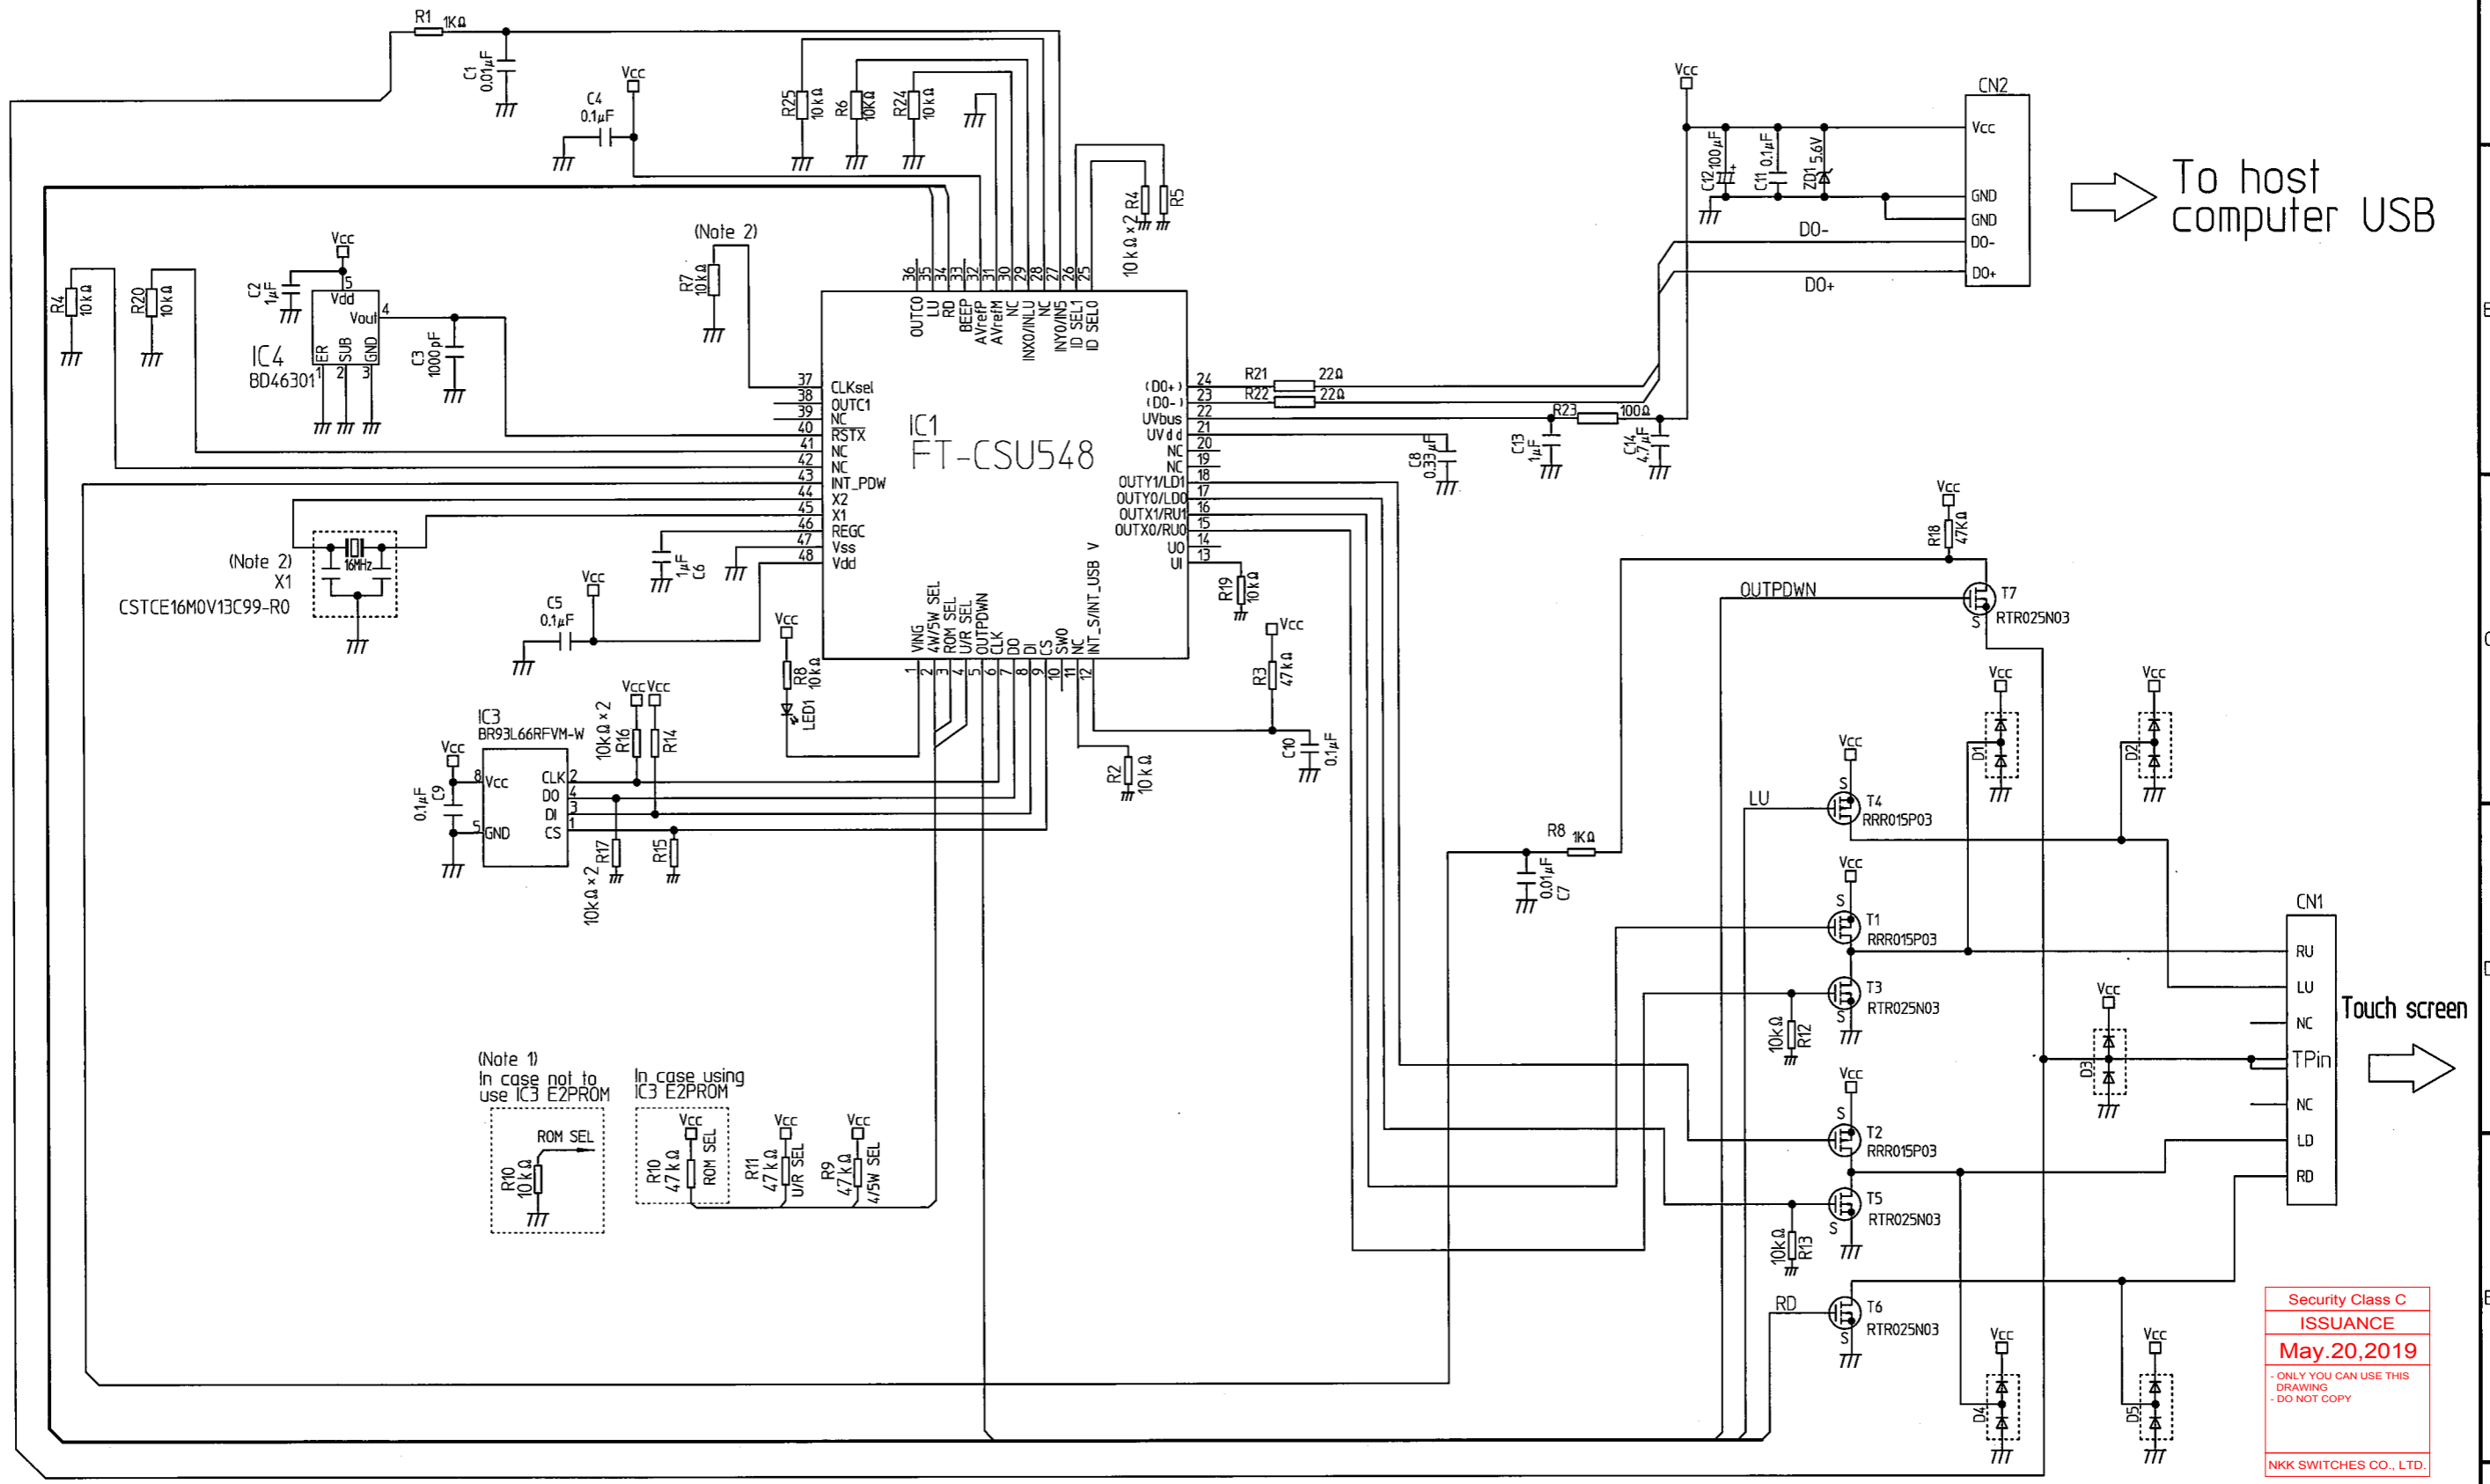 R1 1KΩ
C1
0.01µF
Vcc
C4
0.1µF
R25
10kΩ
R6
10KΩ
R24
10kΩ
R4
R5
10kΩ×2
Vcc
C12 100µF
+
C11 0.1µF
ZD1 5.6V
CN2
Vcc
GND
GND
D0-
D0+
D0-
D0+
To host
computer USB
R4
10kΩ
R20
10kΩ
C2
1µF
Vcc
5
Vdd
Vout
4
ER
SUB
GND
1
2
3
IC4
BD46301
C3
1000pF
(Note 2)
R7
10kΩ
36
35
34
33
32
31
30
29
28
27
26
25
OUTC0
LU
RD
BEEP
AVrefP
AVrefM
NC
INX0/INLU
NC
INY0/IN5
ID SEL1
ID SEL0
IC1
FT-CSU548
37 CLKsel
38 OUTC1
39 NC
40 RSTX
41 NC
42 NC
43 INT_PDW
44 X2
45 X1
46 REGC
47 Vss
48 Vdd
(D0+) 24
(D0-) 23
UVbus 22
UVdd 21
NC 20
NC 19
OUTY1/LD1 18
OUTY0/LD0 17
OUTX1/RU1 16
OUTX0/RU0 15
U0 14
UI 13
VING
4W/5W SEL
ROM SEL
U/R SEL
OUTPDWN
CLK
DO
DI
CS
SW0
NC
INT_S/INT_USB V
1
2
3
4
5
6
7
8
9
10
11
12
R21 22Ω
R22 22Ω
R23 100Ω
C8
0.33µF
C13
1µF
C14
4.7µF
(Note 2)
X1
CSTCE16M0V13C99-R0
16MHz
1µF
C6
Vcc
C5
0.1µF
Vcc
R8
10kΩ
LED1
R19
10kΩ
Vcc
R3
47kΩ
C10
0.1µF
R2
10kΩ
IC3
BR93L66RFVM-W
Vcc
8
Vcc
5
GND
CLK 2
DO 4
DI 3
CS 1
0.1µF
C9
Vcc Vcc
10kΩ×2
R16
R14
R17
R15
10kΩ×2
Vcc
R18
47KΩ
OUTPDWN
S
T7
RTR025N03
R8 1KΩ
0.01µF
C7
Vcc
D1
Vcc
D2
Vcc
LU
S
T4
RRR015P03
Vcc
S
T1
RRR015P03
T3
RTR025N03
S
10kΩ
R12
Vcc
S
T2
RRR015P03
T5
RTR025N03
S
10kΩ
R13
RD
T6
RTR025N03
S
Vcc
D3
Vcc
D4
Vcc
D5
CN1
RU
LU
NC
TPin
NC
LD
RD
Touch screen
(Note 1)
In case not to
use IC3 E2PROM
ROM SEL
R10
10kΩ
In case using
IC3 E2PROM
Vcc
R10
47kΩ
ROM SEL
Vcc
R11
47kΩ
U/R SEL
Vcc
R9
47kΩ
4/5W SEL
C
Security Class C
ISSUANCE
May.20,2019
- ONLY YOU CAN USE THIS
DRAWING
- DO NOT COPY
NKK SWITCHES CO., LTD.